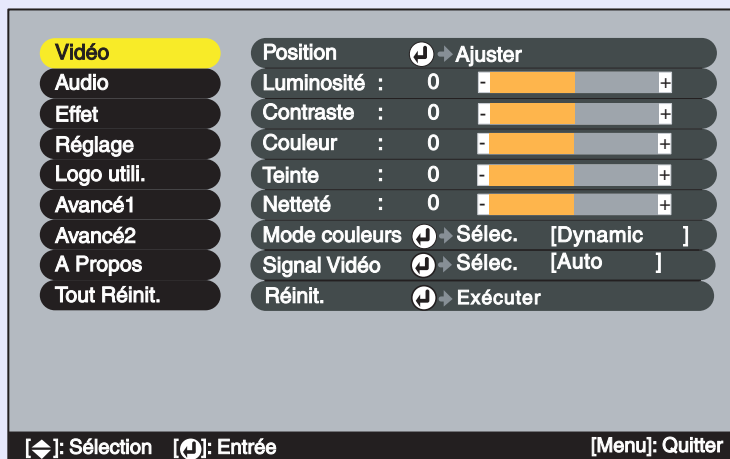 Vidéo
Audio
Effet
Réglage
Logo utili.
Avancé1
Avancé2
A Propos
Tout Réinit.
Position Ajuster
Luminosité : 0 - +
Contraste : 0 - +
Couleur : 0 - +
Teinte : 0 - +
Netteté : 0 - +
Mode couleurs Sélec. [Dynamic ]
Signal Vidéo Sélec. [Auto ]
Réinit. Exécuter
[ ]: Sélection [ ]: Entrée [Menu]: Quitter